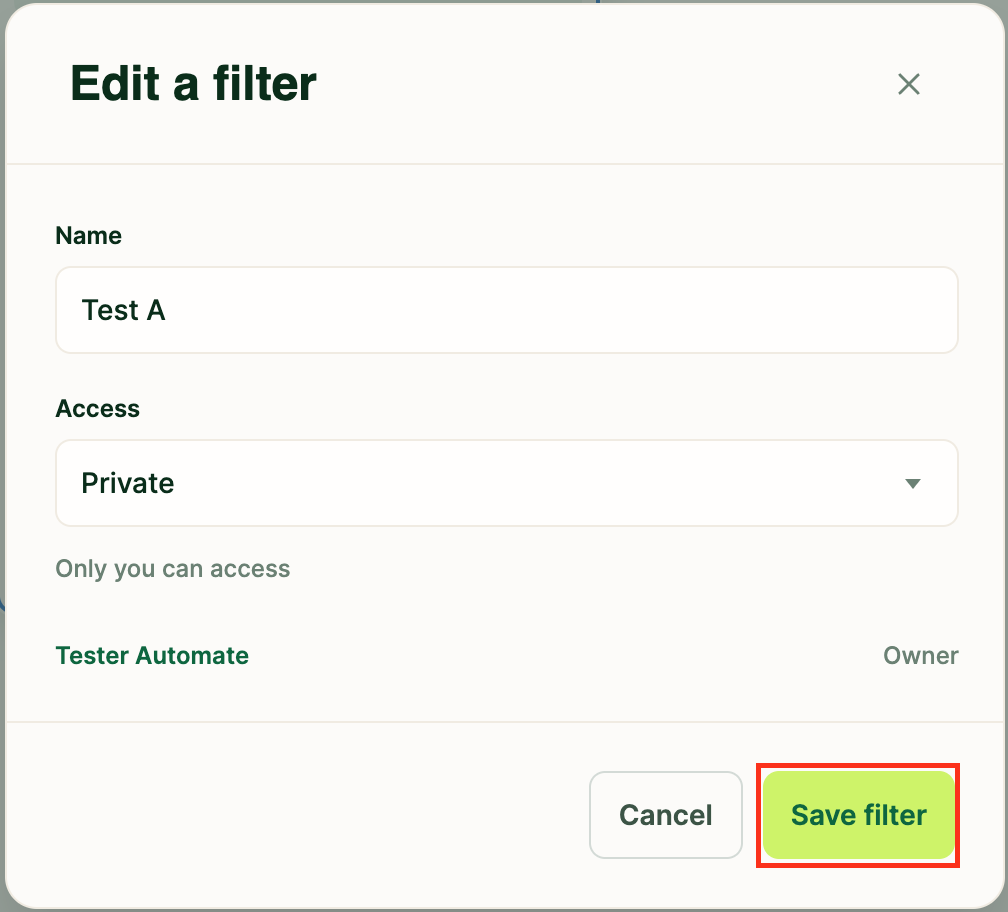 Edit a filter
Name
Test A
Access
Private
Only you can access
Tester Automate Owner
Cancel Save filter